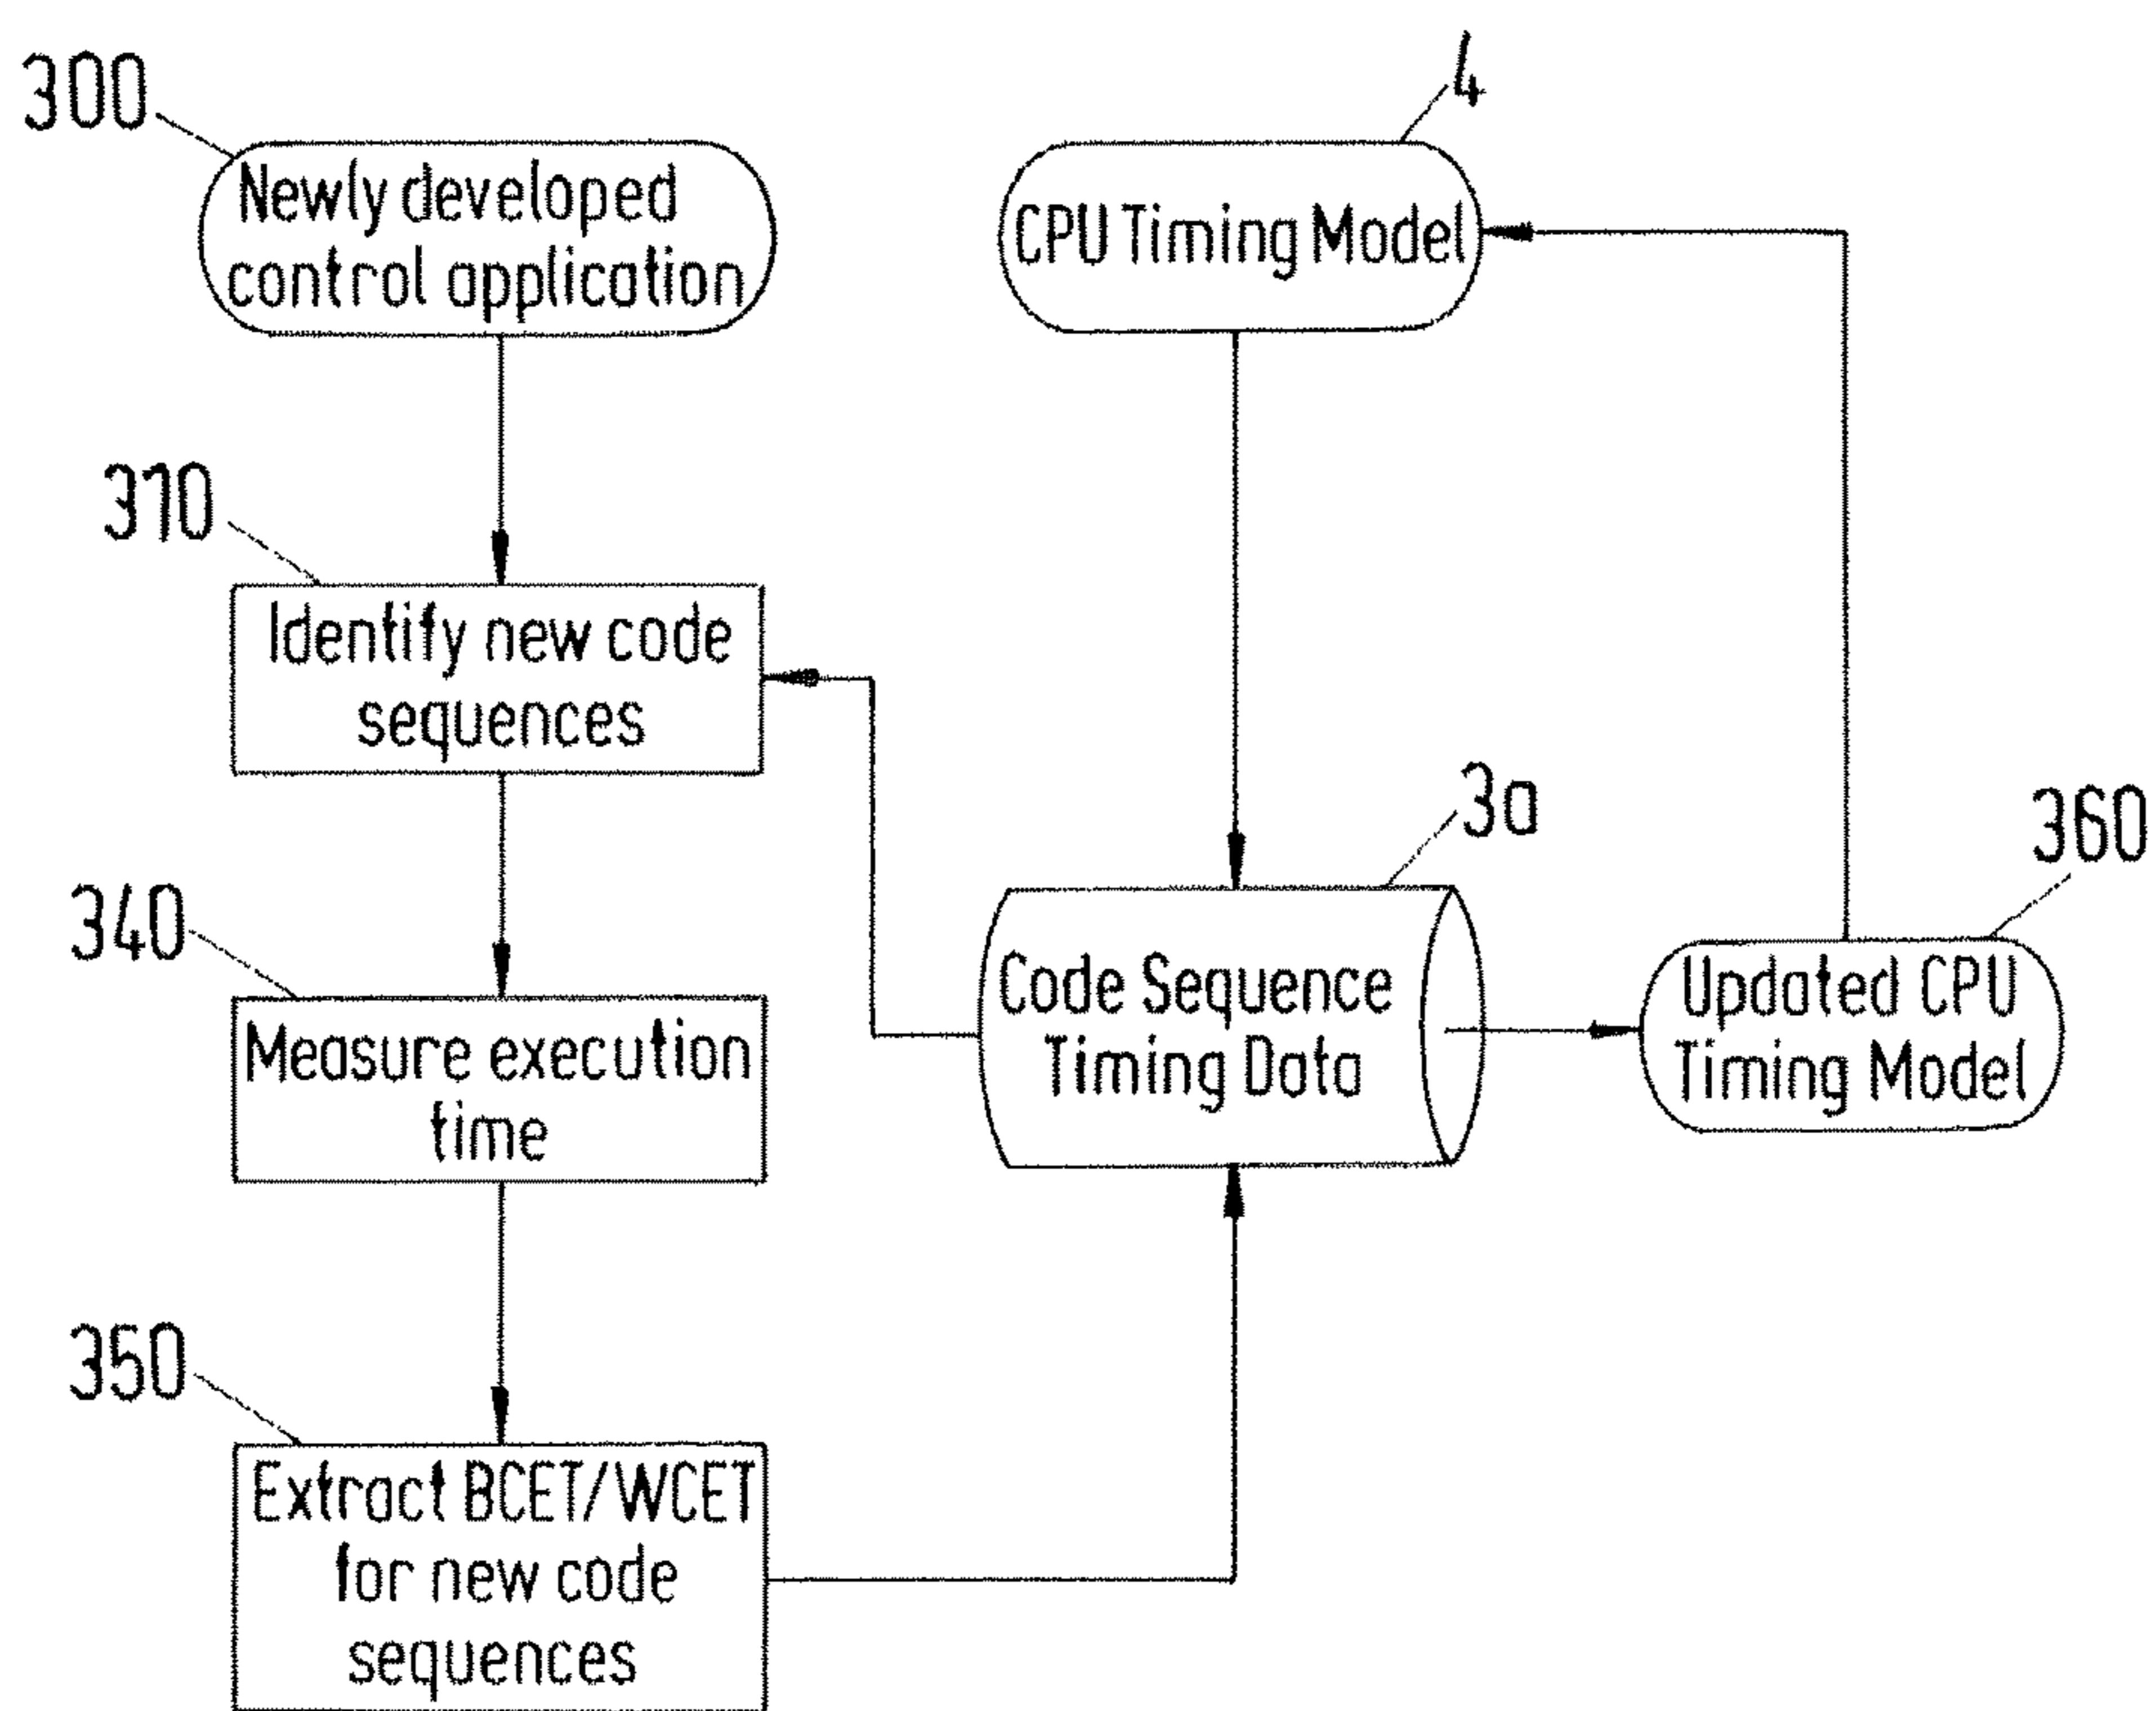 300
Newly developed
control application
4
CPU Timing Model
310
Identify new code
sequences
3a
Code Sequence
Timing Data
360
Updated CPU
Timing Model
340
Measure execution
time
350
Extract BCET/WCET
for new code
sequences